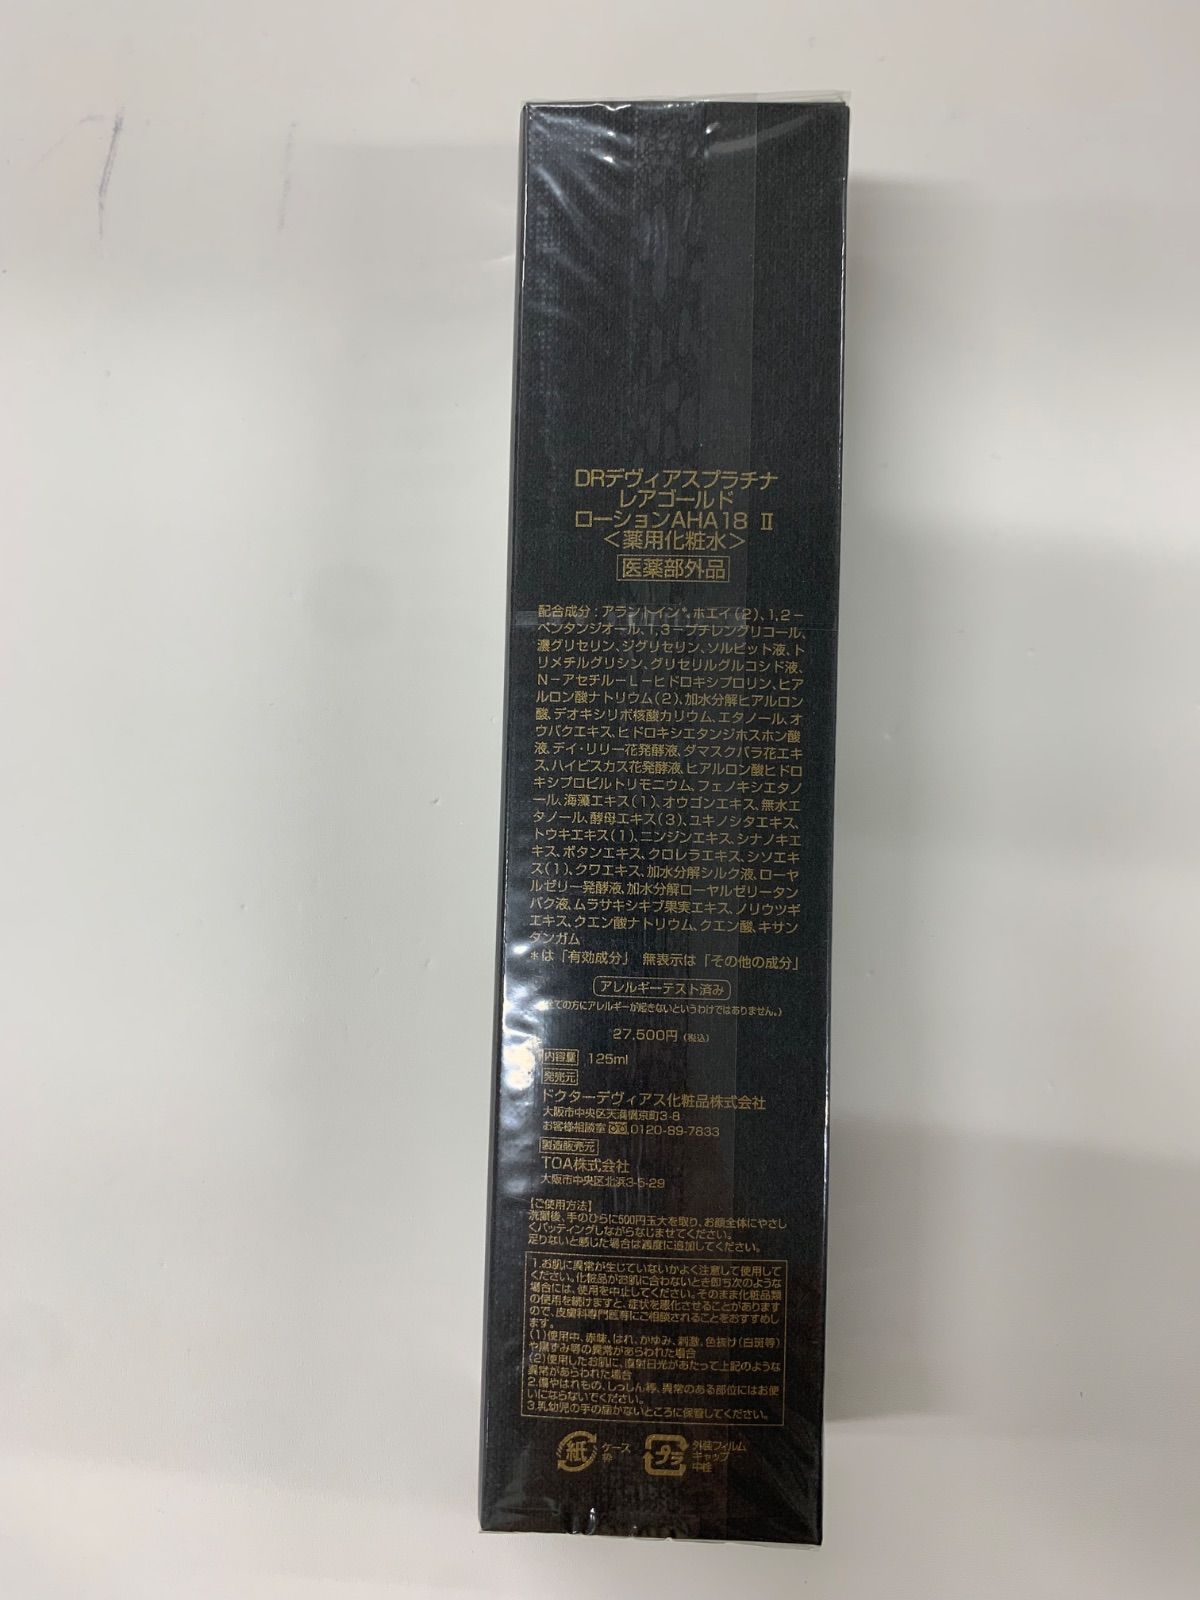 DRデヴィアスプラチナ
レアゴールド
ローションAHA18 Ⅱ
＜薬用化粧水＞
医薬部外品
配合成分：アラントイン*、ホエイ(2)、1,2－
ペンタンジオール、1,3－ブチレングリコール、
濃グリセリン、ジグリセリン、ソルビット液、ト
リメチルグリシン、グリセリルグルコシド液、
N－アセチル－L－ヒドロキシプロリン、ヒア
ルロン酸ナトリウム(2)、加水分解ヒアルロン
酸、デオキシリボ核酸カリウム、エタノール、オ
ウバクエキス、ヒドロキシエタンジホスホン酸
液、デイ・リリー花発酵液、ダマスクバラ花エキ
ス、ハイビスカス花発酵液、ヒアルロン酸ヒドロ
キシプロピルトリモニウム、フェノキシエタノ
ール、海藻エキス(1)、オウゴンエキス、無水エ
タノール、酵母エキス(3)、ユキノシタエキス、
トウキエキス(1)、ニンジンエキス、シナノキエ
キス、ボタンエキス、クロレラエキス、シソエキ
ス(1)、クワエキス、加水分解シルク液、ローヤ
ルゼリー発酵液、加水分解ローヤルゼリータン
パク液、ムラサキシキブ果実エキス、ノリウツギ
エキス、クエン酸ナトリウム、クエン酸、キサン
タンガム
*は「有効成分」 無表示は「その他の成分」
アレルギーテスト済み
(全ての方にアレルギーが起きないというわけではありません。)
27,500円(税込)
内容量 125ml
発売元
ドクターデヴィアス化粧品株式会社
大阪市中央区天満橋京町3-8
お客様相談室 0120-89-7833
製造販売元
TOA株式会社
大阪市中央区北浜3-5-29
【ご使用方法】
洗顔後、手のひらに500円玉大を取り、お顔全体にやさし
くパッティングしながらなじませてください。
足りないと感じた場合は適度に追加してください。
1.お肌に異常が生じていないかよく注意して使用して
ください。化粧品がお肌に合わないとき即ち次のような
場合には、使用を中止してください。そのまま化粧品類
の使用を続けますと、症状を悪化させることがあります
ので、皮膚科専門医等にご相談されることをおすすめし
ます。
(1)使用中、赤味、はれ、かゆみ、刺激、色抜け(白斑等)
や黒ずみ等の異常があらわれた場合
(2)使用したお肌に、直射日光があたって上記のような
異常があらわれた場合
2.傷やはれもの、しっしん等、異常のある部位にはお使
いにならないでください。
3.乳幼児の手の届かないところに保管してください。
紙 ケース
枠
プラ 外装フィルム
キャップ
中栓